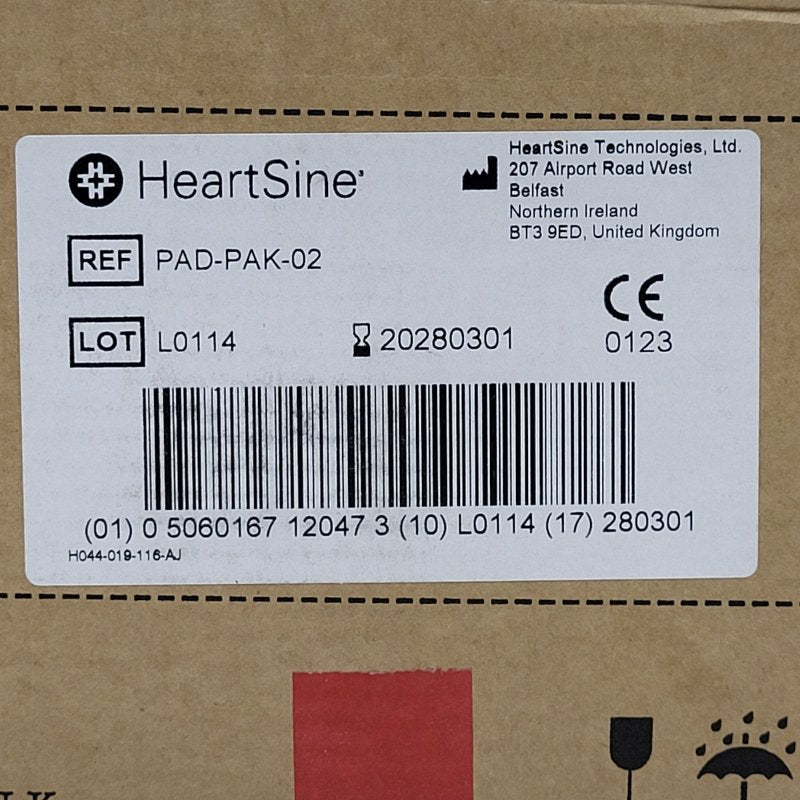 HeartSine
HeartSine Technologies, Ltd.
207 Airport Road West
Belfast
Northern Ireland
BT3 9ED, United Kingdom
REF PAD-PAK-02
CE
LOT L0114 20280301 0123
(01) 0 5060167 12047 3 (10) L0114 (17) 280301
H044-019-116-AJ